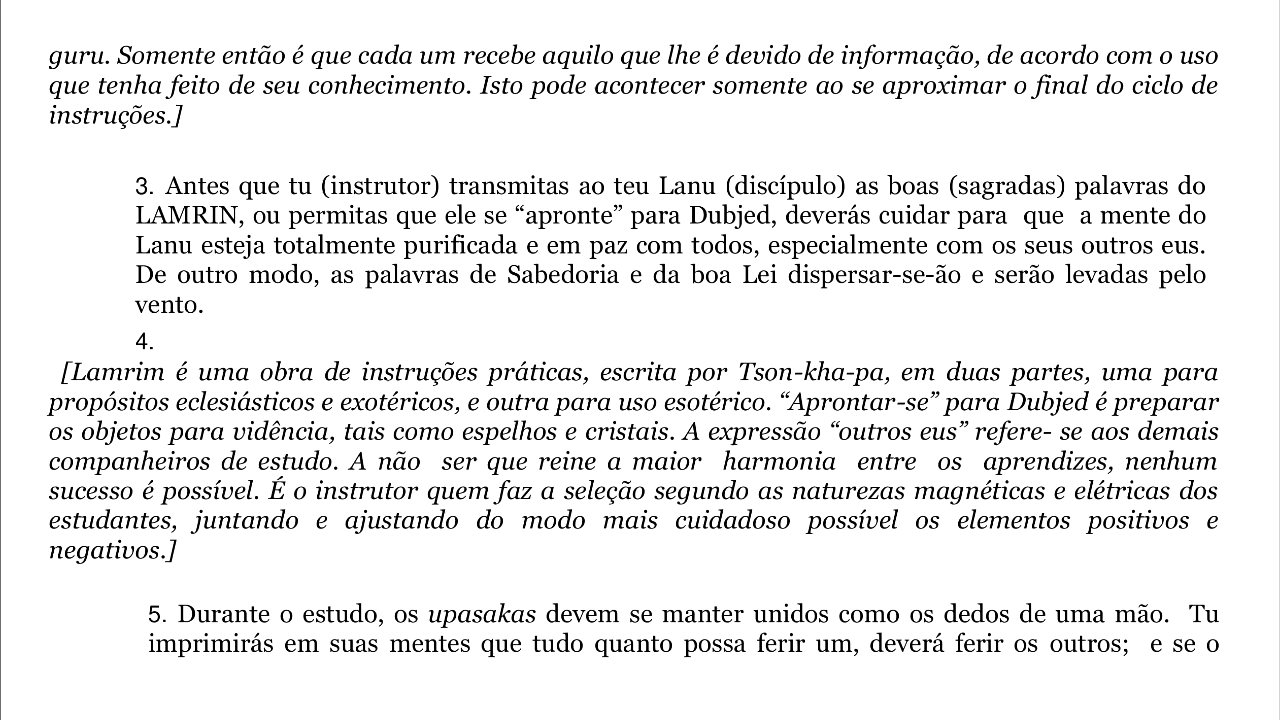 guru. Somente então é que cada um recebe aquilo que lhe é devido de informação, de acordo com o uso
que tenha feito de seu conhecimento. Isto pode acontecer somente ao se aproximar o final do ciclo de
instruções.]
3. Antes que tu (instrutor) transmitas ao teu Lanu (discípulo) as boas (sagradas) palavras do
LAMRIN, ou permitas que ele se “apronte” para Dubjed, deverás cuidar para que a mente do
Lanu esteja totalmente purificada e em paz com todos, especialmente com os seus outros eus.
De outro modo, as palavras de Sabedoria e da boa Lei dispersar-se-ão e serão levadas pelo
vento.
4.
[Lamrim é uma obra de instruções práticas, escrita por Tson-kha-pa, em duas partes, uma para
propósitos eclesiásticos e exotéricos, e outra para uso esotérico. “Aprontar-se” para Dubjed é preparar
os objetos para vidência, tais como espelhos e cristais. A expressão “outros eus” refere- se aos demais
companheiros de estudo. A não ser que reine a maior harmonia entre os aprendizes, nenhum
sucesso é possível. É o instrutor quem faz a seleção segundo as naturezas magnéticas e elétricas dos
estudantes, juntando e ajustando do modo mais cuidadoso possível os elementos positivos e
negativos.]
5. Durante o estudo, os upasakas devem se manter unidos como os dedos de uma mão. Tu
imprimirás em suas mentes que tudo quanto possa ferir um, deverá ferir os outros; e se o